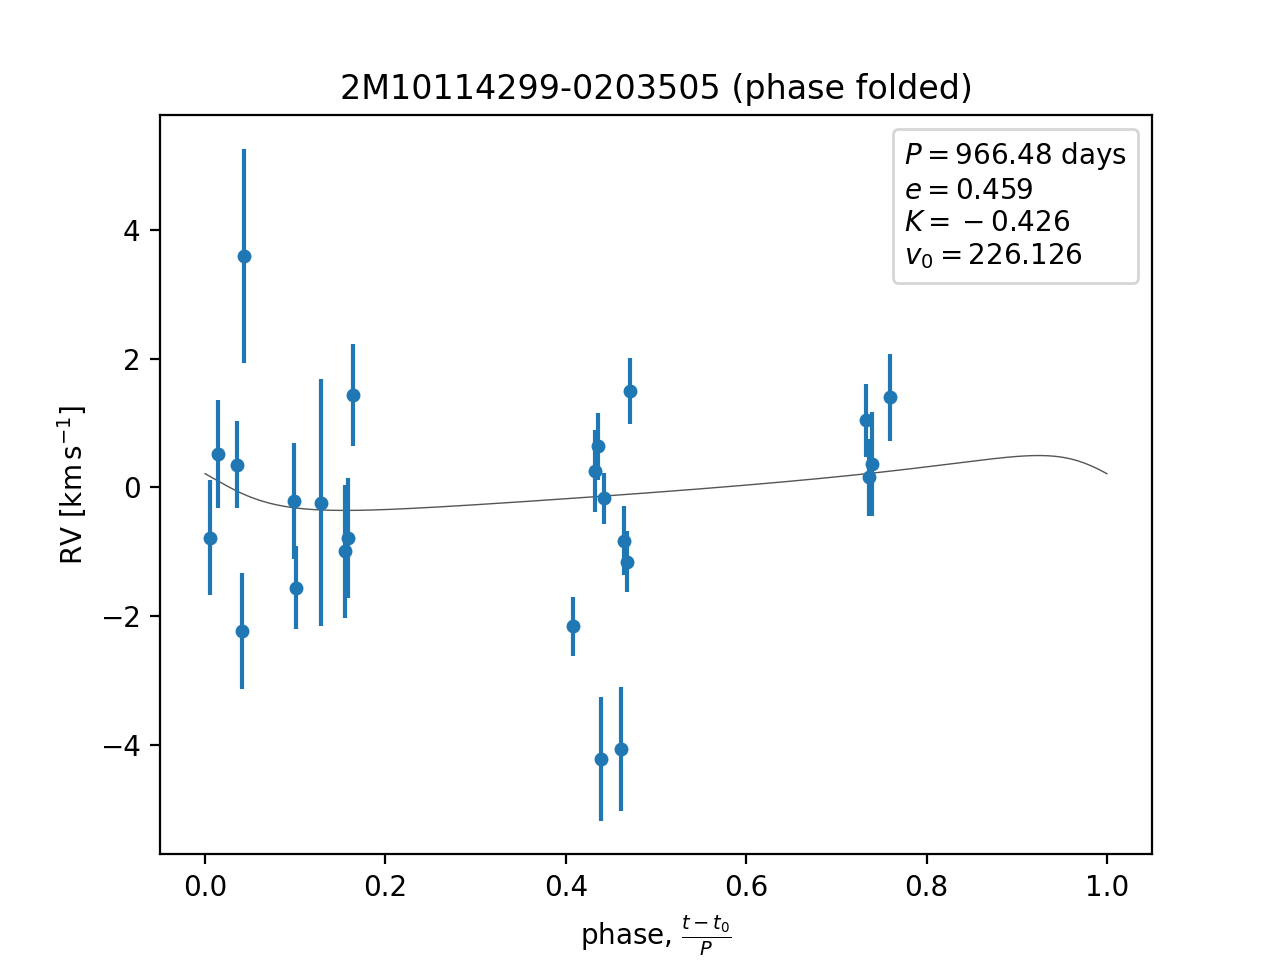 2M10114299-0203505 (phase folded)
P = 966.48 days
e = 0.459
K = −0.426
v₀ = 226.126
RV [km s⁻¹]
4
2
0
−2
−4
0.0 0.2 0.4 0.6 0.8 1.0
phase, (t − t₀)/P